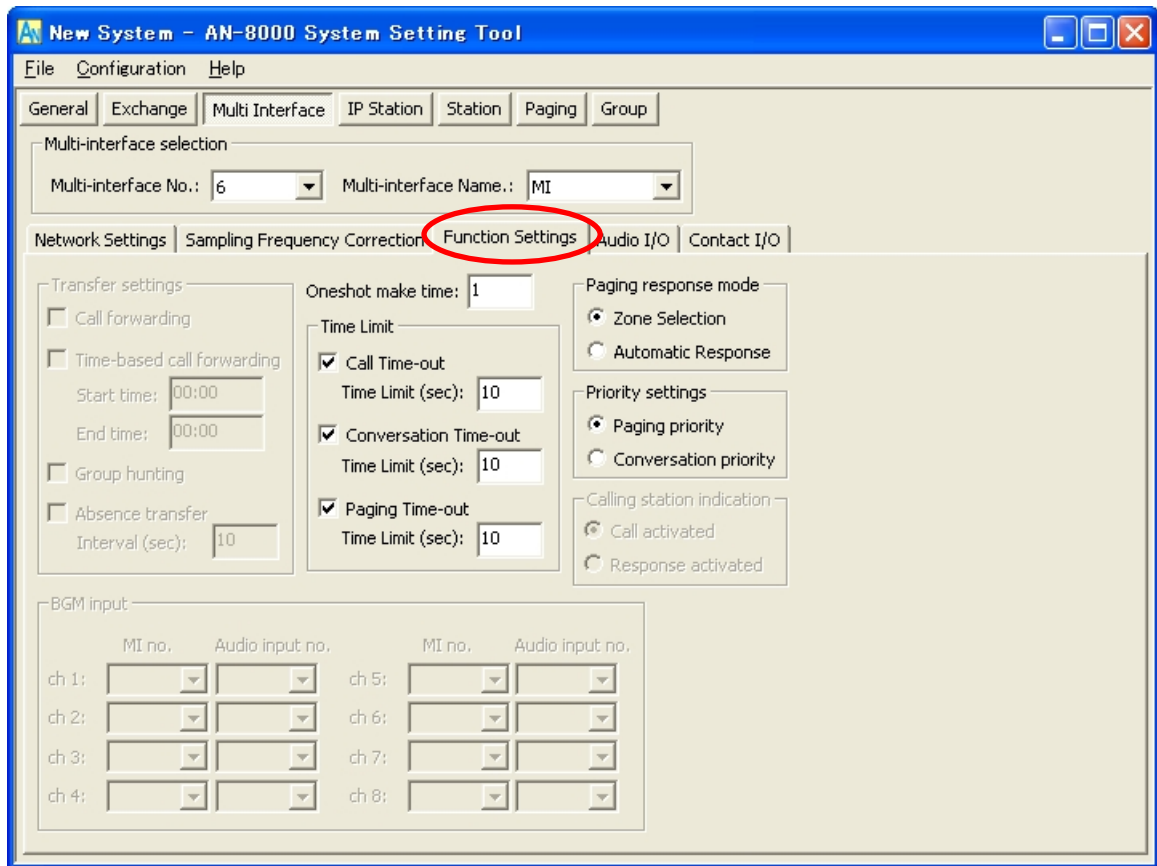 New System - AN-8000 System Setting Tool
File Configuration Help
General Exchange Multi Interface IP Station Station Paging Group
Multi-interface selection
Multi-interface No.: 6 Multi-interface Name.: MI
Network Settings Sampling Frequency Correction Function Settings Audio I/O Contact I/O
Transfer settings
Call forwarding
Time-based call forwarding
Start time: 00:00
End time: 00:00
Group hunting
Absence transfer
Interval (sec): 10
Oneshot make time: 1
Time Limit
Call Time-out
Time Limit (sec): 10
Conversation Time-out
Time Limit (sec): 10
Paging Time-out
Time Limit (sec): 10
Paging response mode
Zone Selection
Automatic Response
Priority settings
Paging priority
Conversation priority
Calling station indication
Call activated
Response activated
BGM input
MI no. Audio input no. MI no. Audio input no.
ch 1: ch 5:
ch 2: ch 6:
ch 3: ch 7:
ch 4: ch 8: